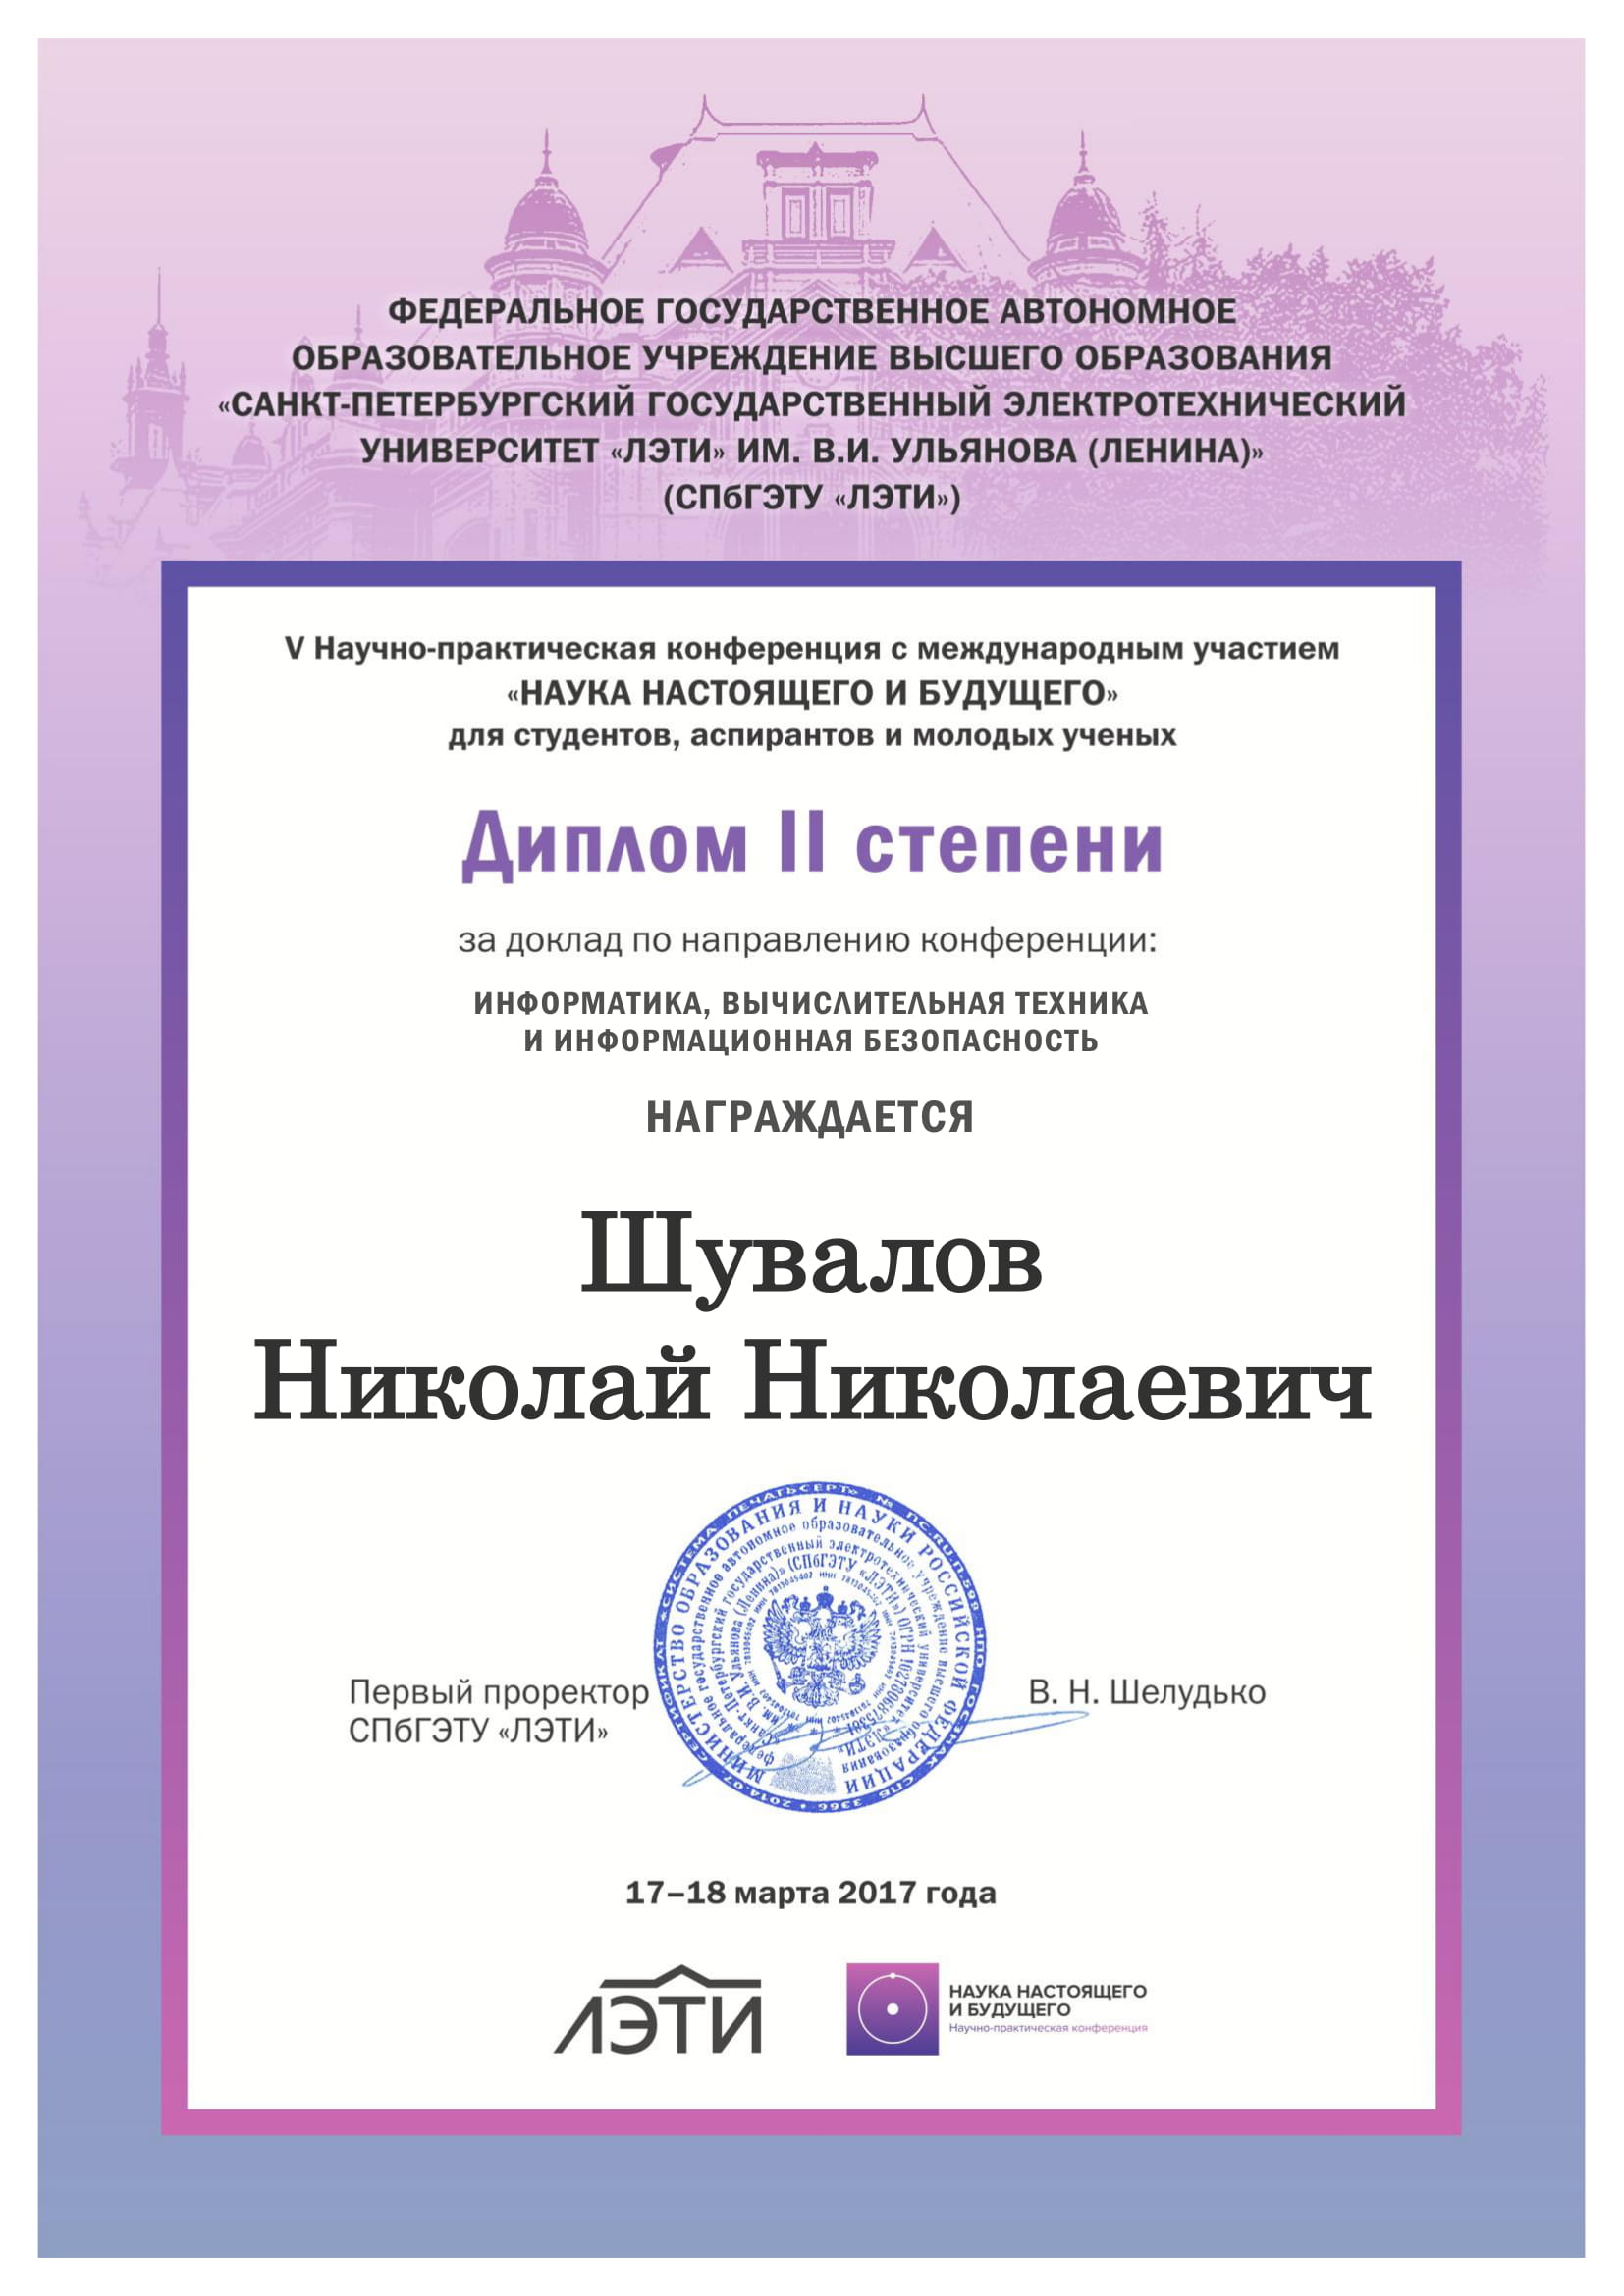 ФЕДЕРАЛЬНОЕ ГОСУДАРСТВЕННОЕ АВТОНОМНОЕ
ОБРАЗОВАТЕЛЬНОЕ УЧРЕЖДЕНИЕ ВЫСШЕГО ОБРАЗОВАНИЯ
«САНКТ-ПЕТЕРБУРГСКИЙ ГОСУДАРСТВЕННЫЙ ЭЛЕКТРОТЕХНИЧЕСКИЙ
УНИВЕРСИТЕТ «ЛЭТИ» ИМ. В.И. УЛЬЯНОВА (ЛЕНИНА)»
(СПбГЭТУ «ЛЭТИ»)
V Научно-практическая конференция с международным участием
«НАУКА НАСТОЯЩЕГО И БУДУЩЕГО»
для студентов, аспирантов и молодых ученых
Диплом II степени
за доклад по направлению конференции:
ИНФОРМАТИКА, ВЫЧИСЛИТЕЛЬНАЯ ТЕХНИКА
И ИНФОРМАЦИОННАЯ БЕЗОПАСНОСТЬ
НАГРАЖДАЕТСЯ
Шувалов
Николай Николаевич
МИНИСТЕРСТВО ОБРАЗОВАНИЯ И НАУКИ РОССИЙСКОЙ ФЕДЕРАЦИИ
федеральное государственное автономное образовательное учреждение высшего образования
«Санкт-Петербургский государственный электротехнический университет «ЛЭТИ»
им. В.И. Ульянова (Ленина)» (СПбГЭТУ «ЛЭТИ») ОГРН 1027806875381
ИНН 7813045402
Первый проректор
СПбГЭТУ «ЛЭТИ»
В. Н. Шелудько
17–18 марта 2017 года
ЛЭТИ
НАУКА НАСТОЯЩЕГО
И БУДУЩЕГО
Научно-практическая конференция